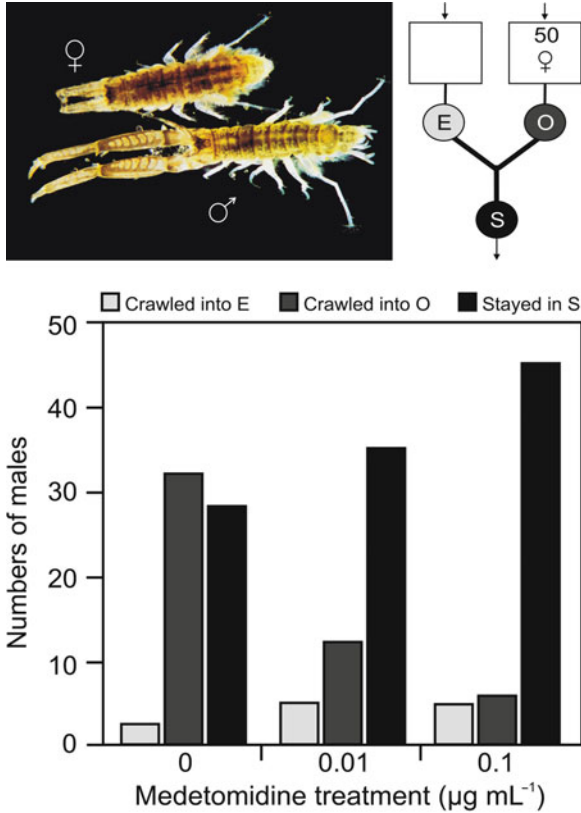 ♀
♂
50
♀
E
O
S
Crawled into E
Crawled into O
Stayed in S
Numbers of males
50
40
30
20
10
0
0
0.01
0.1
Medetomidine treatment (µg mL⁻¹)